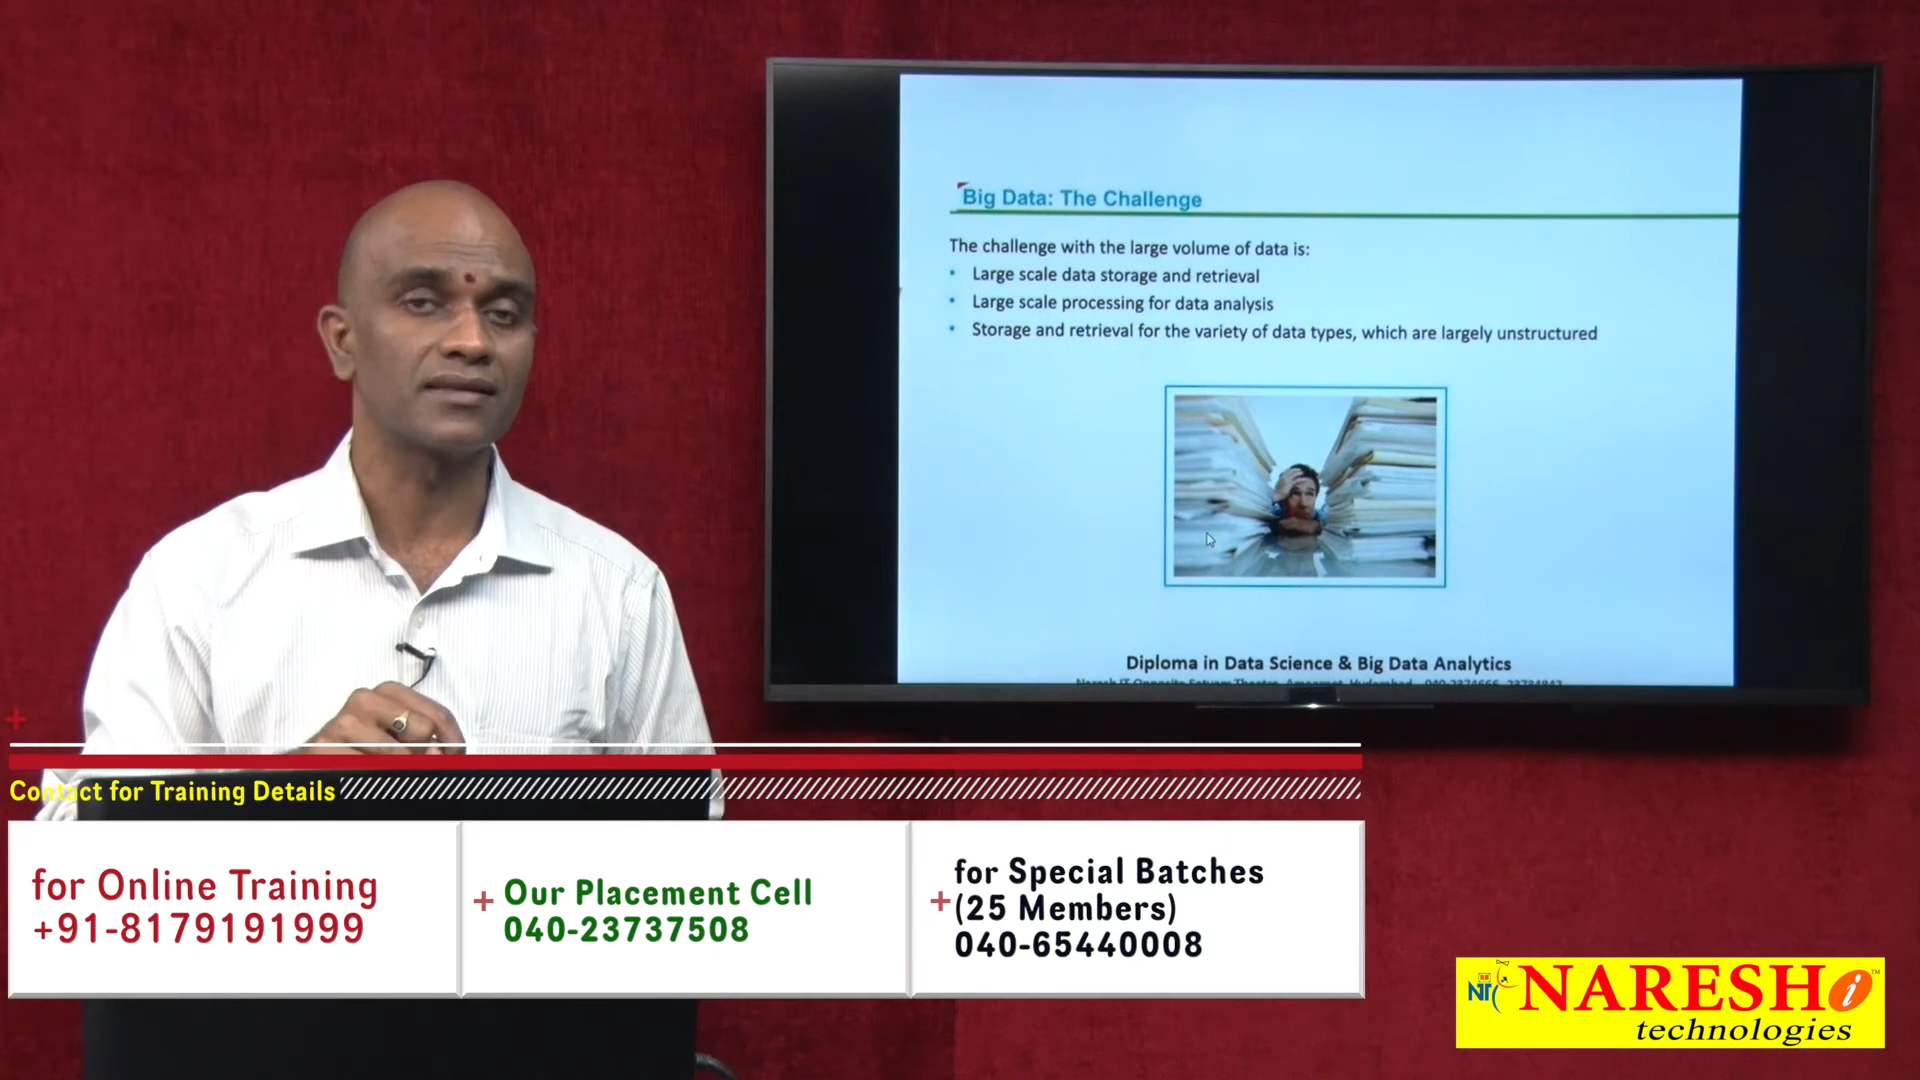 Big Data: The Challenge
The challenge with the large volume of data is:
• Large scale data storage and retrieval
• Large scale processing for data analysis
• Storage and retrieval for the variety of data types, which are largely unstructured
Diploma in Data Science & Big Data Analytics
Contact for Training Details
for Online Training
+91-8179191999
Our Placement Cell
040-23737508
for Special Batches
(25 Members)
040-65440008
NARESH i ™
technologies